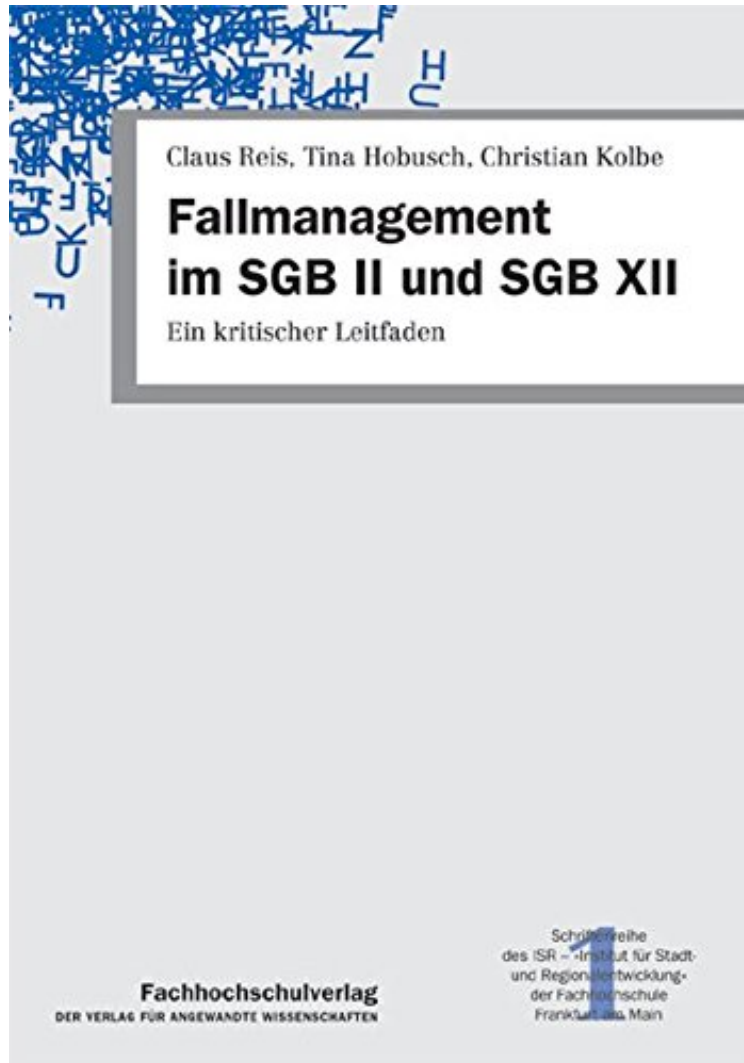 Claus Reis, Tina Hobusch, Christian Kolbe
Fallmanagement
im SGB II und SGB XII
Ein kritischer Leitfaden
Schriftenreihe
des ISR – »Institut für Stadt-
und Regionalentwicklung«
der Fachhochschule
Frankfurt am Main
1
Fachhochschulverlag
DER VERLAG FÜR ANGEWANDTE WISSENSCHAFTEN